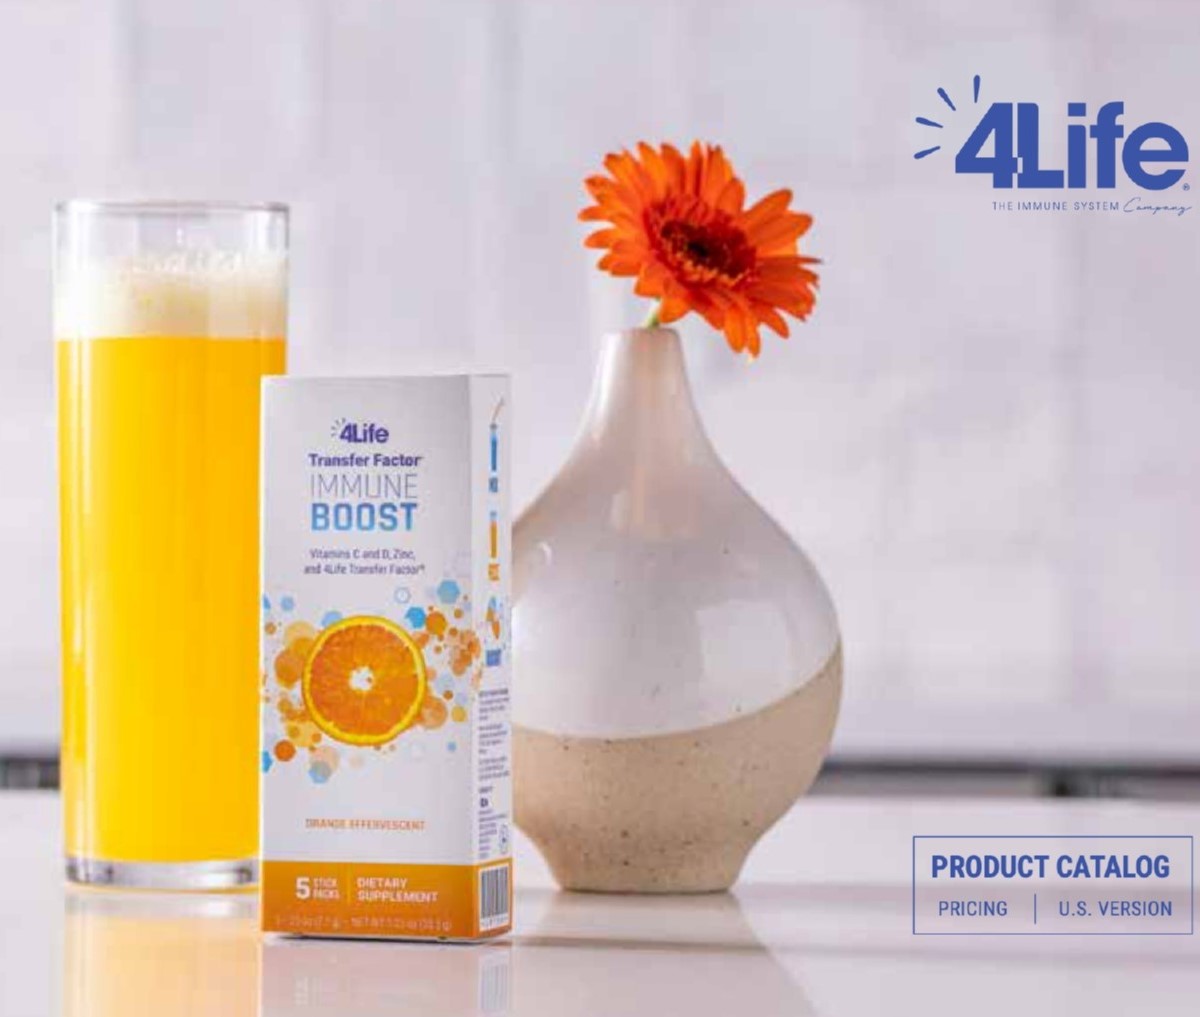 4Life®
THE IMMUNE SYSTEM Company
4Life
Transfer Factor
IMMUNE
BOOST
Vitamins C and D, Zinc,
and 4Life Transfer Factor®
ORANGE EFFERVESCENT
5 STICK PACKS
DIETARY
SUPPLEMENT
BOOST
PRODUCT CATALOG
PRICING | U.S. VERSION